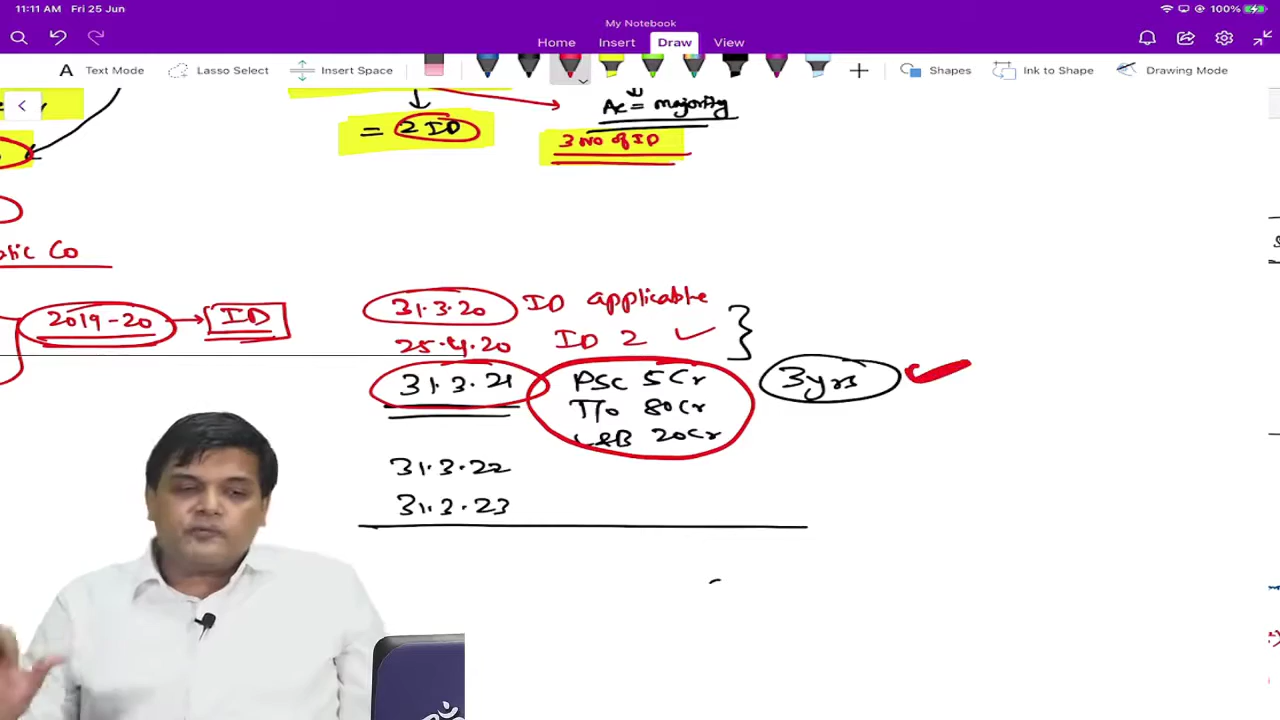 11:11 AM Fri 25 Jun
100%
My Notebook
Home Insert Draw View
A Text Mode Lasso Select Insert Space Shapes Ink to Shape Drawing Mode
Ac = majority
= 2 ID
3 No of ID
Co
31.3.20 ID applicable
2019-20 → ID
25.4.20 ID 2 ✓
31.3.21 PSC 5Cr 3yrs
T/o 80Cr
L&B 20Cr
31.3.22
31.3.23